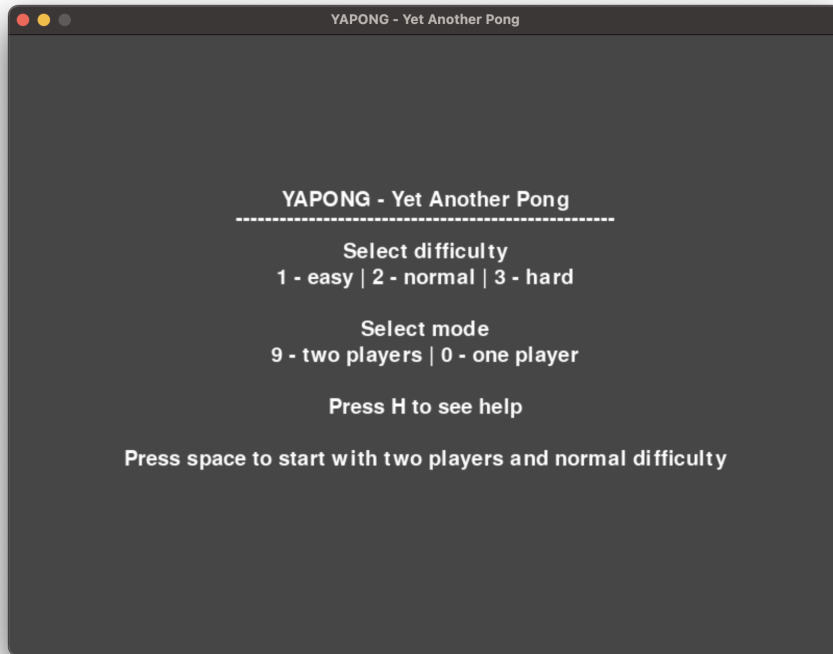 YAPONG - Yet Another Pong
YAPONG - Yet Another Pong
----------------------------------------------------
Select difficulty
1 - easy | 2 - normal | 3 - hard
Select mode
9 - two players | 0 - one player
Press H to see help
Press space to start with two players and normal difficulty